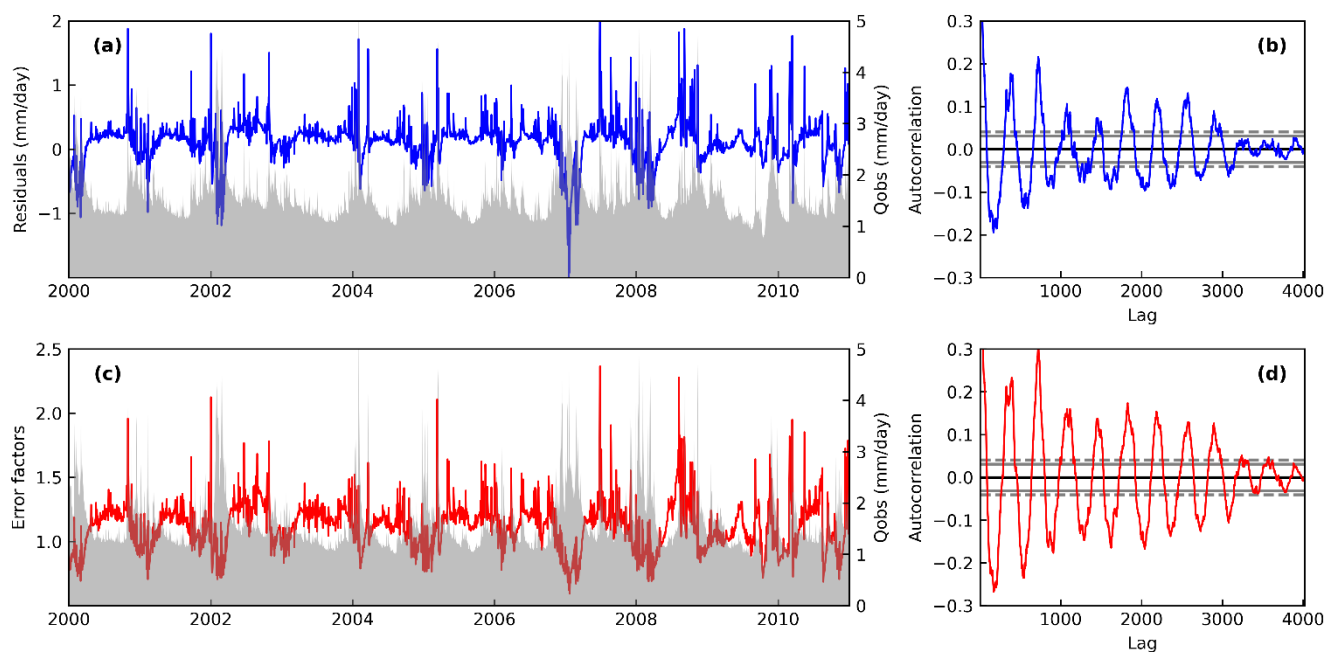 (a)
Residuals (mm/day)
2
1
0
−1
5
4
3
2
1
0
Qobs (mm/day)
2000 2002 2004 2006 2008 2010
(b)
Autocorrelation
0.3
0.2
0.1
0.0
−0.1
−0.2
−0.3
1000 2000 3000 4000
Lag
(c)
Error factors
2.5
2.0
1.5
1.0
5
4
3
2
1
0
Qobs (mm/day)
2000 2002 2004 2006 2008 2010
(d)
Autocorrelation
0.3
0.2
0.1
0.0
−0.1
−0.2
−0.3
1000 2000 3000 4000
Lag